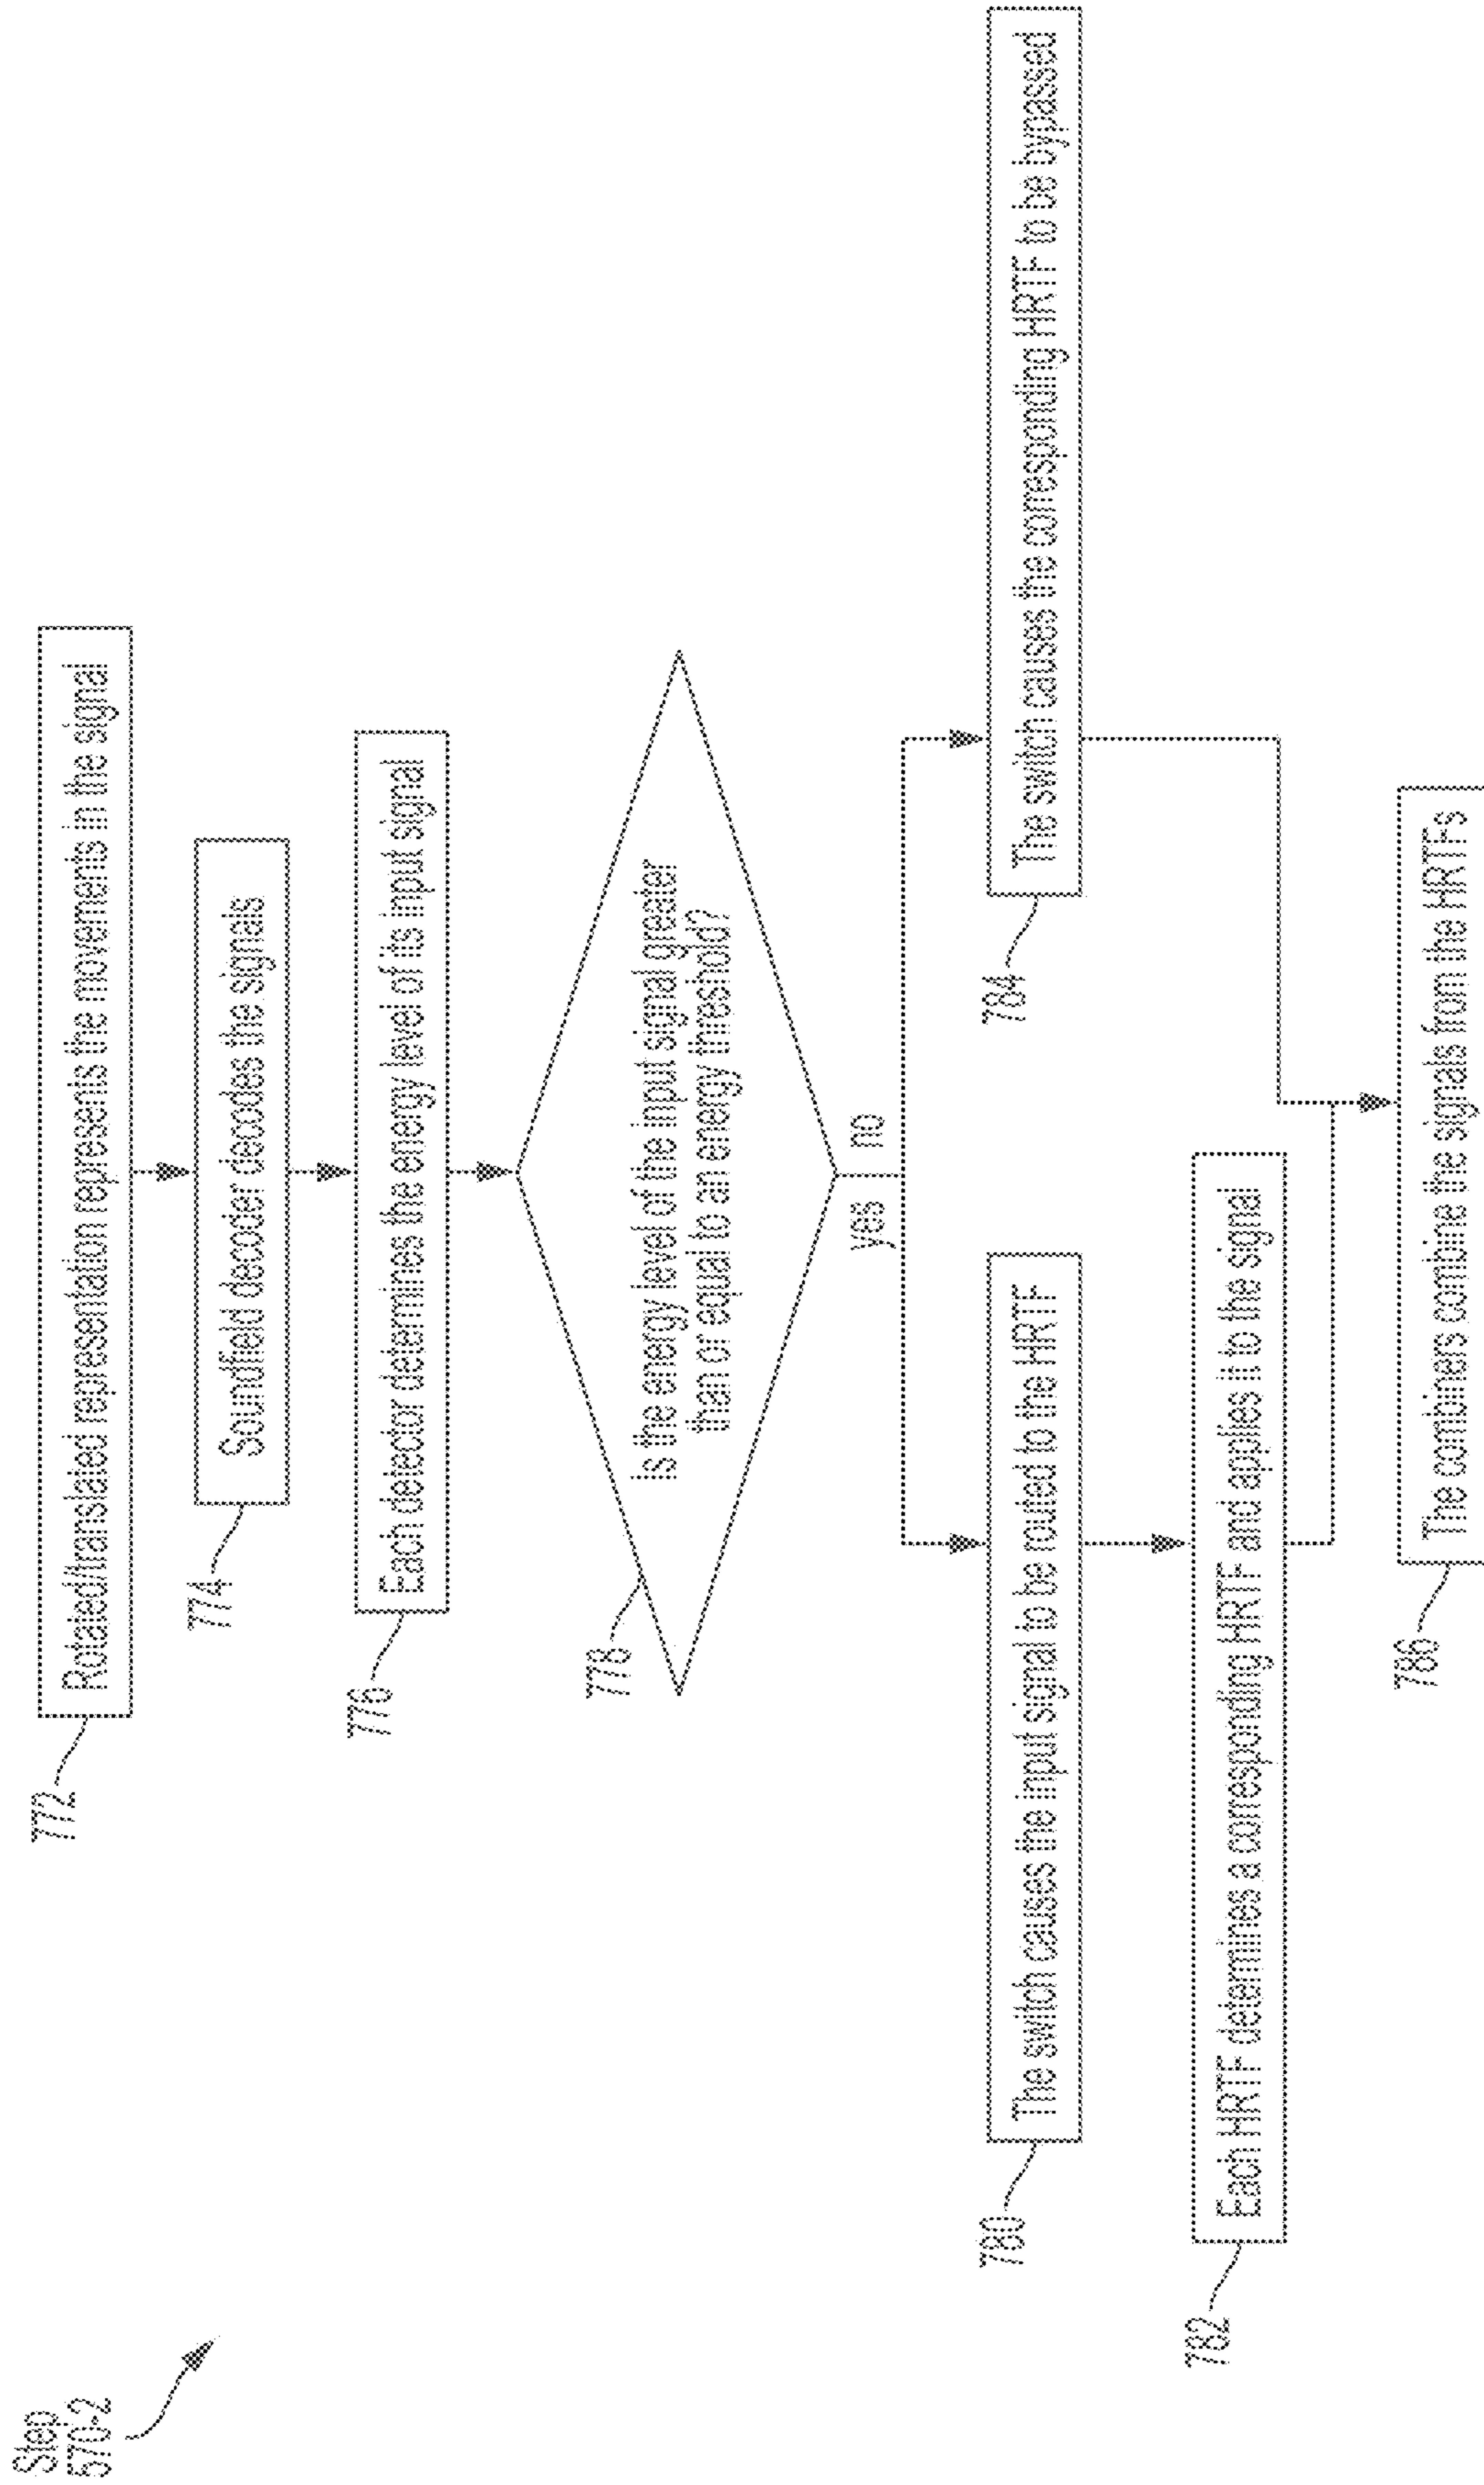 Step
570-2
772
Rotated/translated representation represents the movements in the signal
774
Soundfield decoder decodes the signals
776
Each detector determines the energy level of its input signal
778
is the energy level of the input signal greater
than or equal to an energy threshold?
yes
no
780
The switch causes the input signal to be routed to the HRTF
784
The switch causes the corresponding HRTF to be bypassed
782
Each HRTF determines a corresponding HRTF and applies it to the signal
786
The combiners combine the signals from the HRTFs